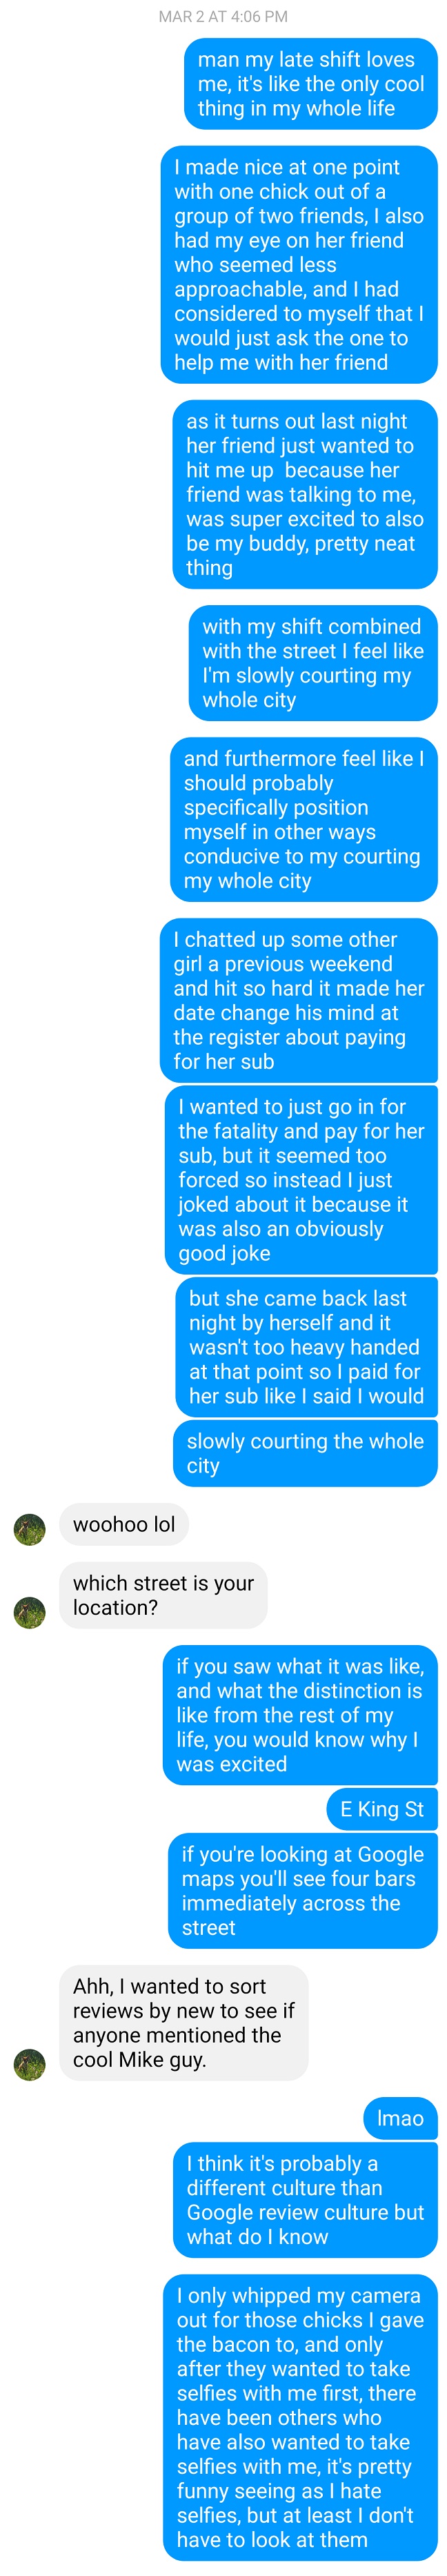 MAR 2 AT 4:06 PM
man my late shift loves
me, it's like the only cool
thing in my whole life
I made nice at one point
with one chick out of a
group of two friends, I also
had my eye on her friend
who seemed less
approachable, and I had
considered to myself that I
would just ask the one to
help me with her friend
as it turns out last night
her friend just wanted to
hit me up  because her
friend was talking to me,
was super excited to also
be my buddy, pretty neat
thing
with my shift combined
with the street I feel like
I'm slowly courting my
whole city
and furthermore feel like I
should probably
specifically position
myself in other ways
conducive to my courting
my whole city
I chatted up some other
girl a previous weekend
and hit so hard it made her
date change his mind at
the register about paying
for her sub
I wanted to just go in for
the fatality and pay for her
sub, but it seemed too
forced so instead I just
joked about it because it
was also an obviously
good joke
but she came back last
night by herself and it
wasn't too heavy handed
at that point so I paid for
her sub like I said I would
slowly courting the whole
city
woohoo lol
which street is your
location?
if you saw what it was like,
and what the distinction is
like from the rest of my
life, you would know why I
was excited
E King St
if you're looking at Google
maps you'll see four bars
immediately across the
street
Ahh, I wanted to sort
reviews by new to see if
anyone mentioned the
cool Mike guy.
lmao
I think it's probably a
different culture than
Google review culture but
what do I know
I only whipped my camera
out for those chicks I gave
the bacon to, and only
after they wanted to take
selfies with me first, there
have been others who
have also wanted to take
selfies with me, it's pretty
funny seeing as I hate
selfies, but at least I don't
have to look at them